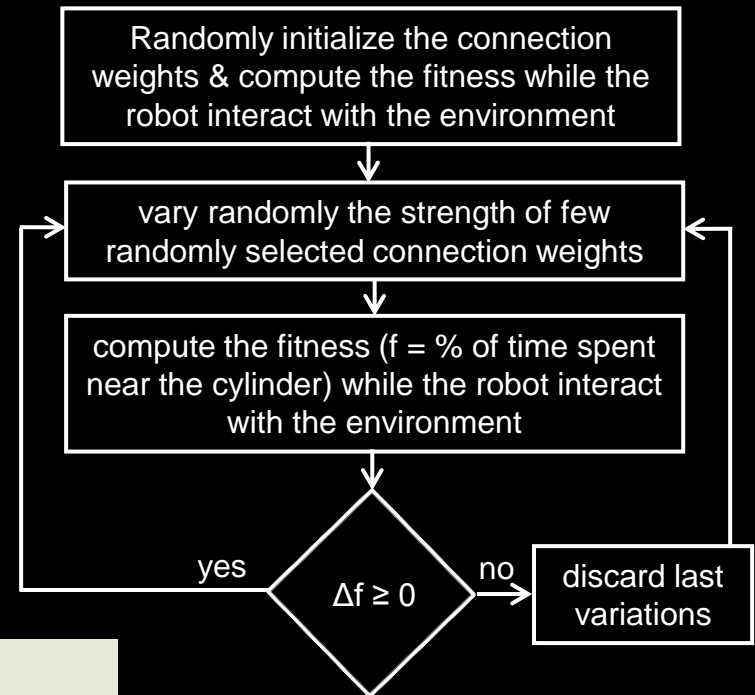 Randomly initialize the connection
weights & compute the fitness while the
robot interact with the environment
vary randomly the strength of few
randomly selected connection weights
compute the fitness (f = % of time spent
near the cylinder) while the robot interact
with the environment
yes
Δf ≥ 0
no
discard last
variations